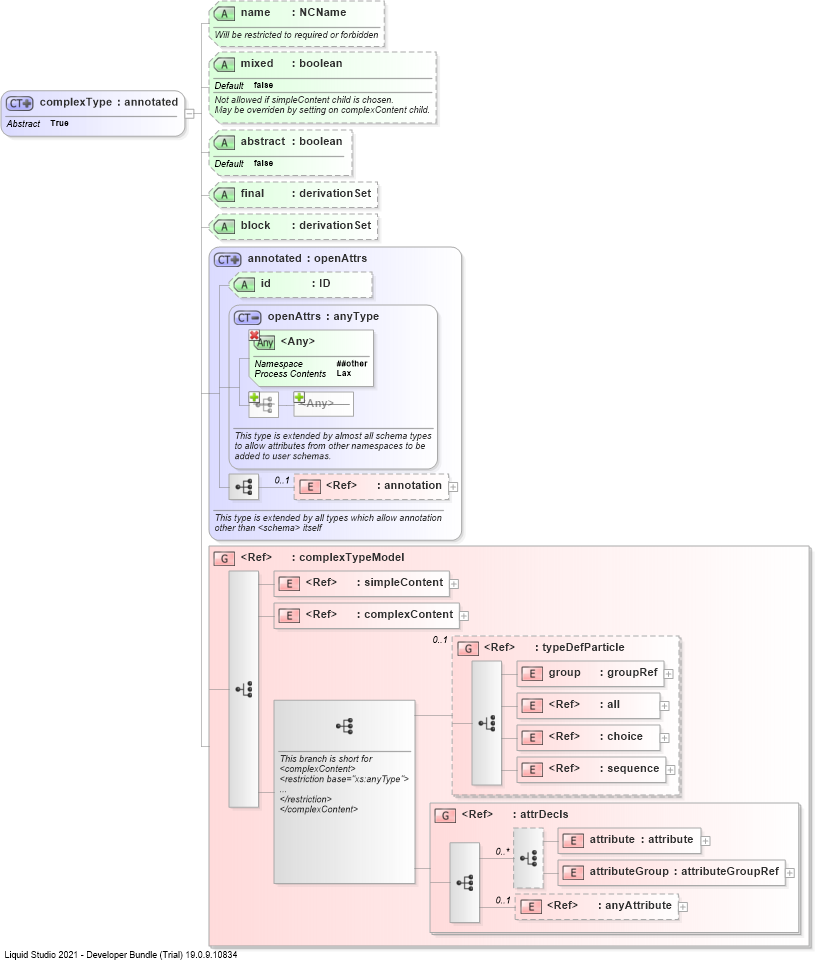 A name : NCName
Will be restricted to required or forbidden
A mixed : boolean
Default false
Not allowed if simpleContent child is chosen.
May be overriden by setting on complexContent child.
CT complexType : annotated
Abstract True
A abstract : boolean
Default false
A final : derivationSet
A block : derivationSet
CT annotated : openAttrs
A id : ID
CT openAttrs : anyType
Any <Any>
Namespace ##other
Process Contents Lax
<Any>
This type is extended by almost all schema types
to allow attributes from other namespaces to be
added to user schemas.
0..1 E <Ref> : annotation
This type is extended by all types which allow annotation
other than <schema> itself
G <Ref> : complexTypeModel
E <Ref> : simpleContent
E <Ref> : complexContent
0..1 G <Ref> : typeDefParticle
E group : groupRef
E <Ref> : all
E <Ref> : choice
E <Ref> : sequence
This branch is short for
<complexContent>
<restriction base="xs:anyType">
...
</restriction>
</complexContent>
G <Ref> : attrDecls
0..* E attribute : attribute
E attributeGroup : attributeGroupRef
0..1 E <Ref> : anyAttribute
Liquid Studio 2021 - Developer Bundle (Trial) 19.0.9.10834